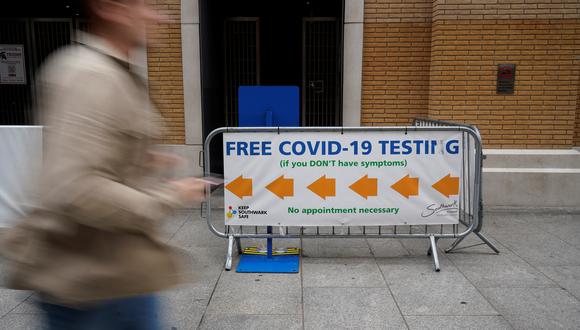 FREE COVID-19 TESTING
(if you DON'T have symptoms)
KEEP
SOUTHWARK
SAFE
No appointment necessary
Southwark